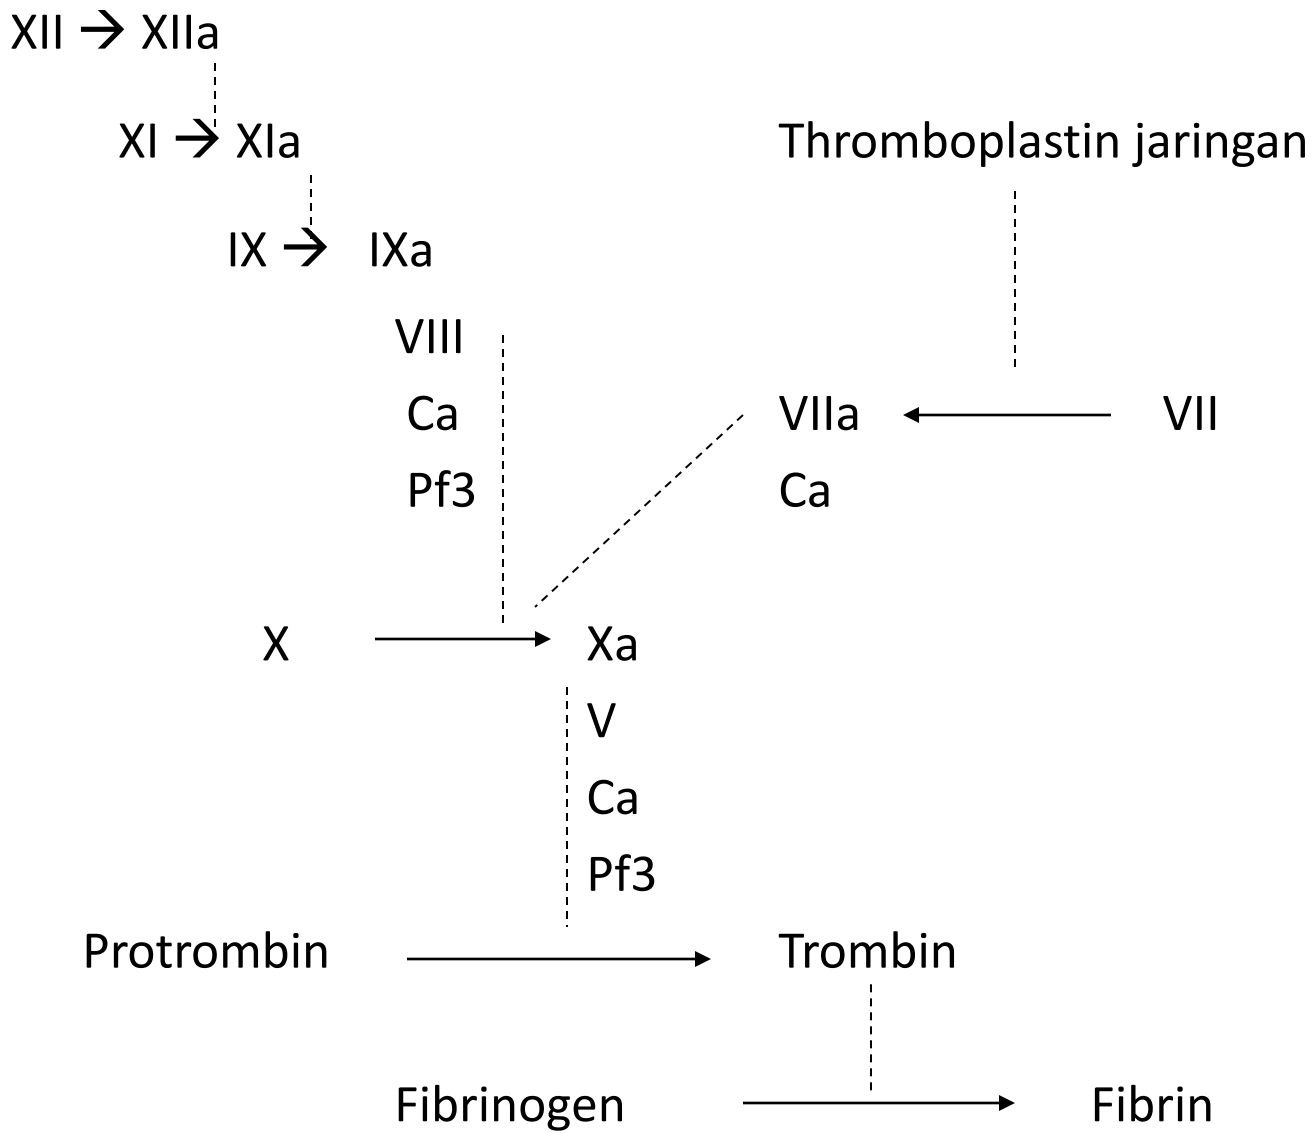 XII → XIIa
XI → XIa
Thromboplastin jaringan
IX → IXa
VIII
Ca
VIIa
VII
Pf3
Ca
X
Xa
V
Ca
Pf3
Protrombin
Trombin
Fibrinogen
Fibrin